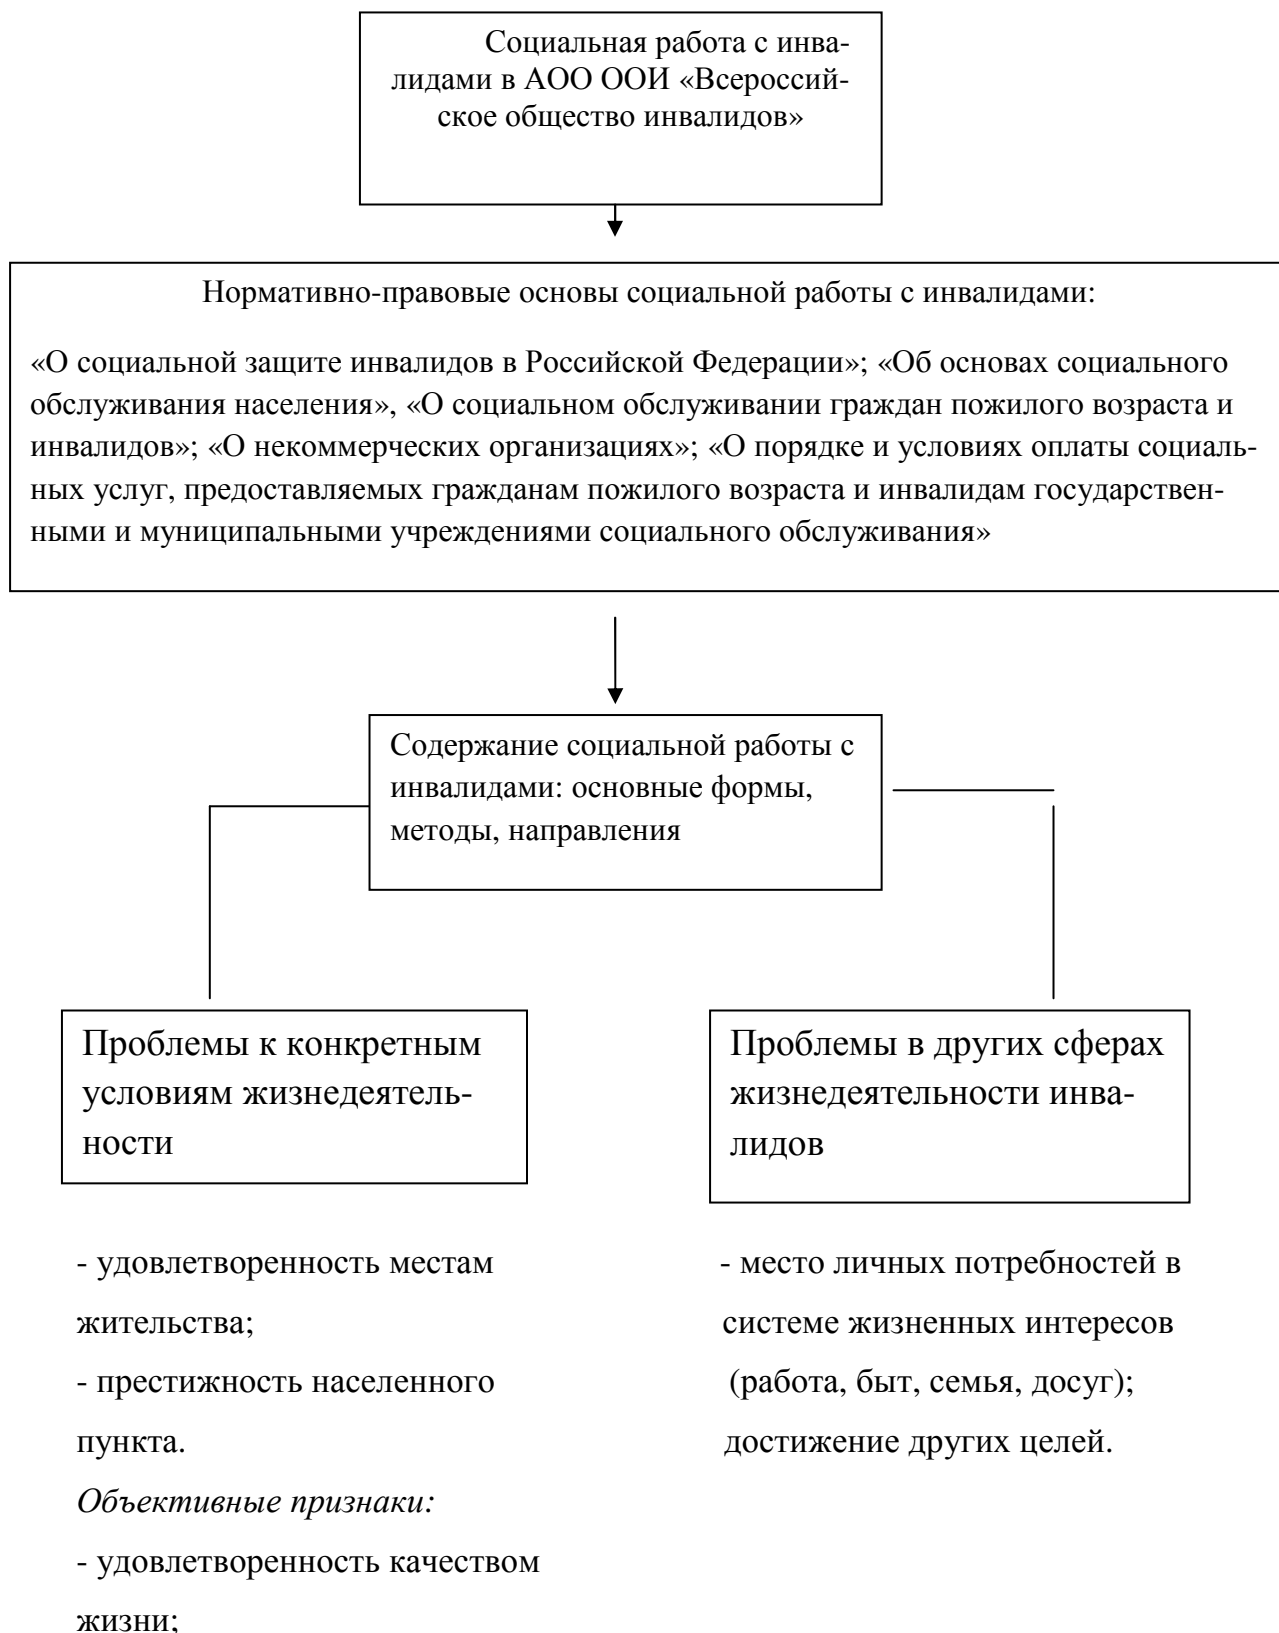 Социальная работа с инва-
лидами в АОО ООИ «Всероссий-
ское общество инвалидов»
Нормативно-правовые основы социальной работы с инвалидами:
«О социальной защите инвалидов в Российской Федерации»; «Об основах социального
обслуживания населения», «О социальном обслуживании граждан пожилого возраста и
инвалидов»; «О некоммерческих организациях»; «О порядке и условиях оплаты социаль-
ных услуг, предоставляемых гражданам пожилого возраста и инвалидам государствен-
ными и муниципальными учреждениями социального обслуживания»
Содержание социальной работы с
инвалидами: основные формы,
методы, направления
Проблемы к конкретным
условиям жизнедеятель-
ности
Проблемы в других сферах
жизнедеятельности инва-
лидов
- удовлетворенность местам
жительства;
- престижность населенного
пункта.
Объективные признаки:
- удовлетворенность качеством
жизни;
- место личных потребностей в
системе жизненных интересов
(работа, быт, семья, досуг);
достижение других целей.